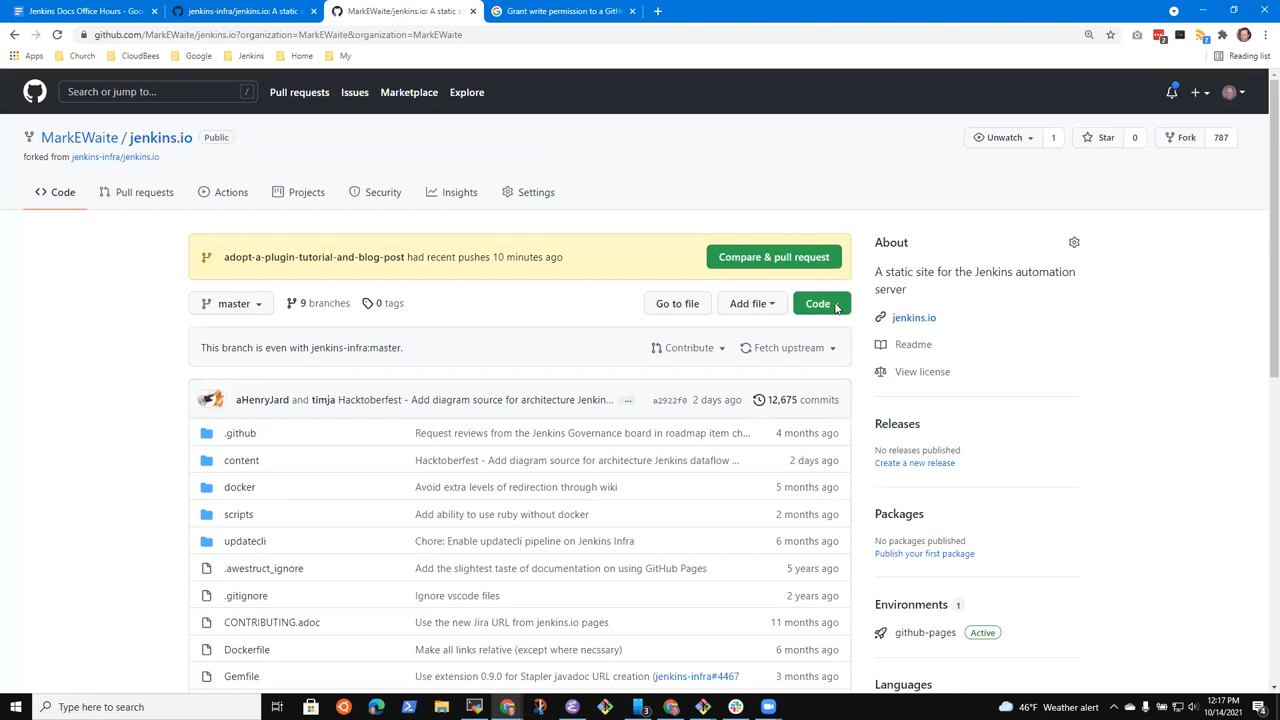 Jenkins Docs Office Hours - Goo
jenkins-infra/jenkins.io: A static s
MarkEWaite/jenkins.io: A static s
Grant write permission to a GitHu
github.com/MarkEWaite/jenkins.io?organization=MarkEWaite&organization=MarkEWaite
Apps
Church
CloudBees
Google
Jenkins
Home
My
Reading list
Search or jump to...
/
Pull requests
Issues
Marketplace
Explore
MarkEWaite / jenkins.io
Public
Unwatch
1
Star
0
Fork
787
forked from jenkins-infra/jenkins.io
<> Code
Pull requests
Actions
Projects
Security
Insights
Settings
adopt-a-plugin-tutorial-and-blog-post had recent pushes 10 minutes ago
Compare & pull request
master
9 branches
0 tags
Go to file
Add file
Code
This branch is even with jenkins-infra:master.
Contribute
Fetch upstream
aHenryJard and timja Hacktoberfest - Add diagram source for architecture Jenkin...
...
a2922f0 2 days ago
12,675 commits
.github
Request reviews from the Jenkins Governance board in roadmap item ch...
4 months ago
content
Hacktoberfest - Add diagram source for architecture Jenkins dataflow ...
2 days ago
docker
Avoid extra levels of redirection through wiki
5 months ago
scripts
Add ability to use ruby without docker
2 months ago
updatecli
Chore: Enable updatecli pipeline on Jenkins Infra
6 months ago
.awestruct_ignore
Add the slightest taste of documentation on using GitHub Pages
5 years ago
.gitignore
Ignore vscode files
2 years ago
CONTRIBUTING.adoc
Use the new Jira URL from jenkins.io pages
11 months ago
Dockerfile
Make all links relative (except where necssary)
6 months ago
Gemfile
Use extension 0.9.0 for Stapler javadoc URL creation (jenkins-infra#4467
3 months ago
About
A static site for the Jenkins automation
server
jenkins.io
Readme
View license
Releases
No releases published
Create a new release
Packages
No packages published
Publish your first package
Environments 1
github-pages
Active
Languages
Type here to search
46°F Weather alert
12:17 PM
10/14/2021